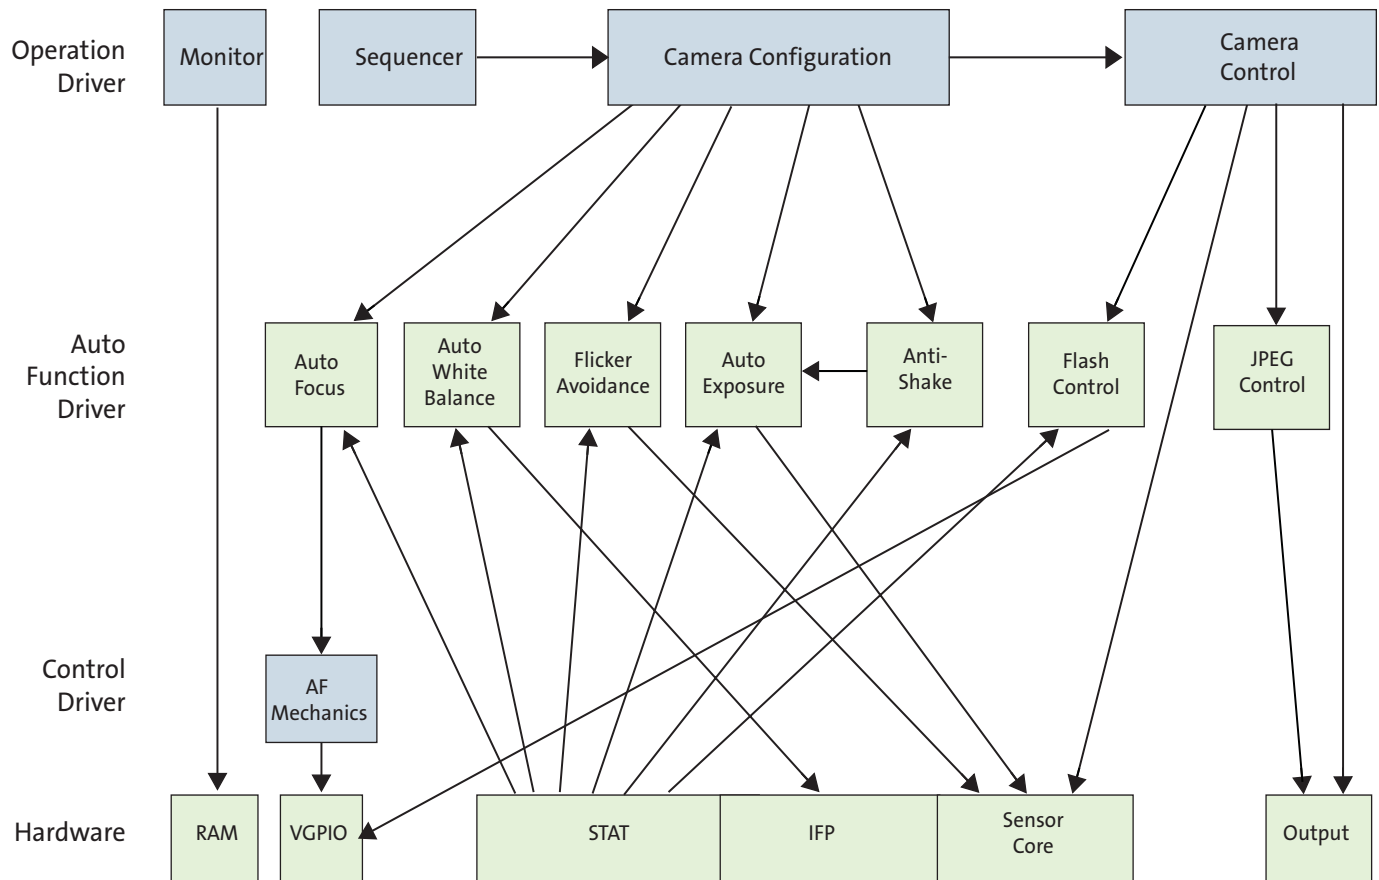 Operation
Driver
Monitor
Sequencer
Camera Configuration
Camera
Control
Auto
Function
Driver
Auto
Focus
Auto
White
Balance
Flicker
Avoidance
Auto
Exposure
Anti-
Shake
Flash
Control
JPEG
Control
Control
Driver
AF
Mechanics
Hardware
RAM
VGPIO
STAT
IFP
Sensor
Core
Output